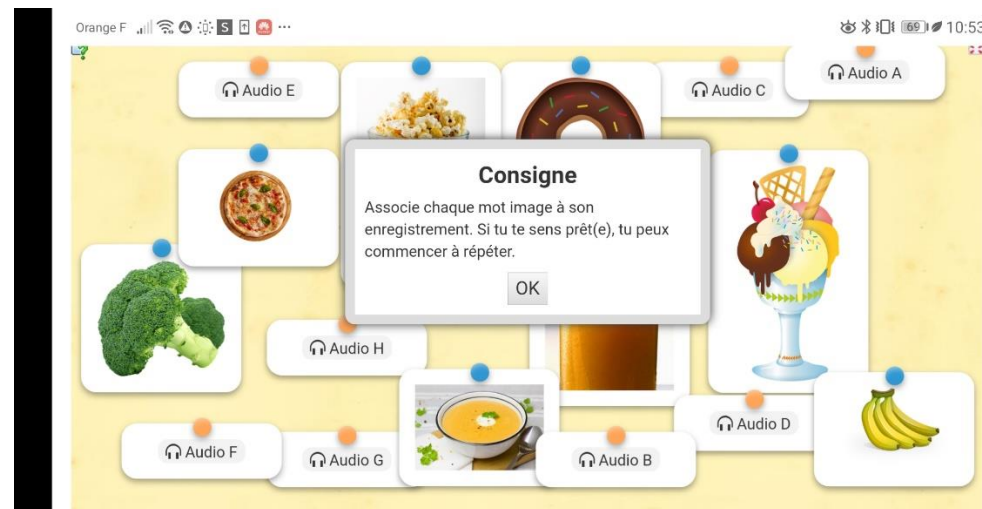 Orange F 69 10:53
Audio E
Audio C
Audio A
Consigne
Associe chaque mot image à son
enregistrement. Si tu te sens prêt(e), tu peux
commencer à répéter.
OK
Audio H
Audio D
Audio F
Audio G
Audio B